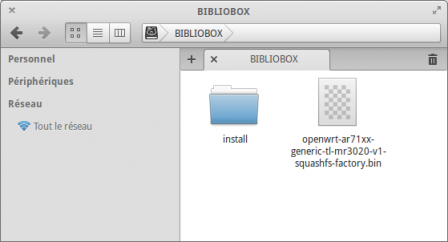 BIBLIOBOX
BIBLIOBOX
Personnel
Périphériques
Réseau
Tout le réseau
BIBLIOBOX
install
openwrt-ar71xx-
generic-tl-mr3020-v1-
squashfs-factory.bin